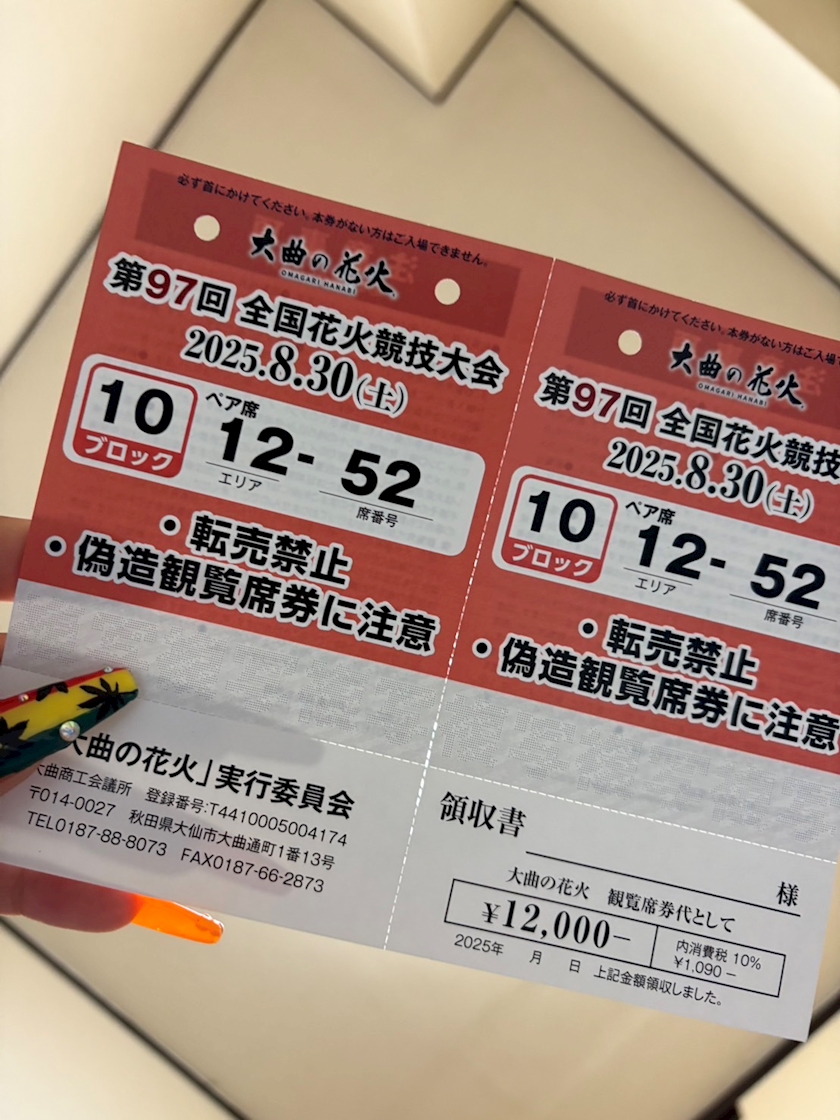 必ず首にかけてください。本券がない方はご入場できません。
大曲の花火
OMAGARI HANABI
第97回 全国花火競技大会
2025.8.30(土)
10
ブロック
ペア席
12- 52
エリア 席番号
・転売禁止
・偽造観覧席券に注意
大曲の花火」実行委員会
大曲商工会議所 登録番号:T4410005004174
〒014-0027 秋田県大仙市大曲通町1番13号
TEL0187-88-8073 FAX0187-66-2873
必ず首にかけてください。本券がない方はご入場で
大曲の花火
OMAGARI HANABI
第97回 全国花火競技
2025.8.30(土)
10
ブロック
ペア席
12- 52
エリア 席番号
・転売禁止
・偽造観覧席券に注意
領収書
様
大曲の花火 観覧席券代として
¥12,000−
内消費税 10%
¥1,090−
2025年 月 日 上記金額領収しました。